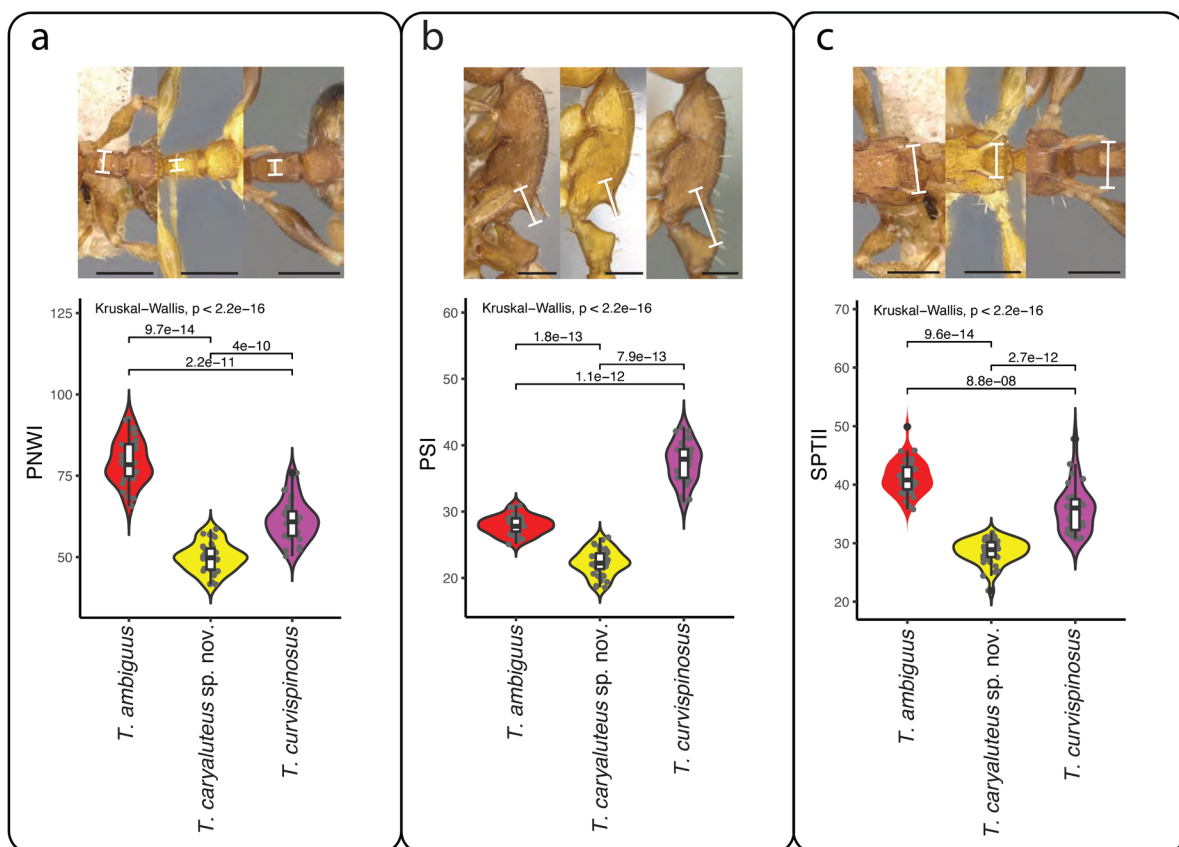 a
Kruskal-Wallis, p < 2.2e-16
9.7e-14
4e-10
2.2e-11
125
100
75
50
PNWI
T. ambiguus
T. caryaluteus sp. nov.
T. curvispinosus
b
Kruskal-Wallis, p < 2.2e-16
1.8e-13
7.9e-13
1.1e-12
60
50
40
30
20
PSI
T. ambiguus
T. caryaluteus sp. nov.
T. curvispinosus
c
Kruskal-Wallis, p < 2.2e-16
9.6e-14
2.7e-12
8.8e-08
70
60
50
40
30
20
SPTII
T. ambiguus
T. caryaluteus sp. nov.
T. curvispinosus